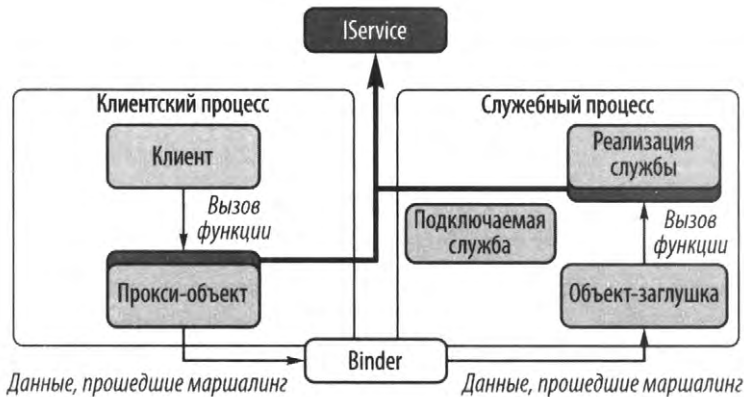 IService
Клиентский процесс
Служебный процесс
Клиент
Реализация
службы
Вызов
функции
Подключаемая
служба
Вызов
функции
Прокси-объект
Объект-заглушка
Binder
Данные, прошедшие маршалинг
Данные, прошедшие маршалинг